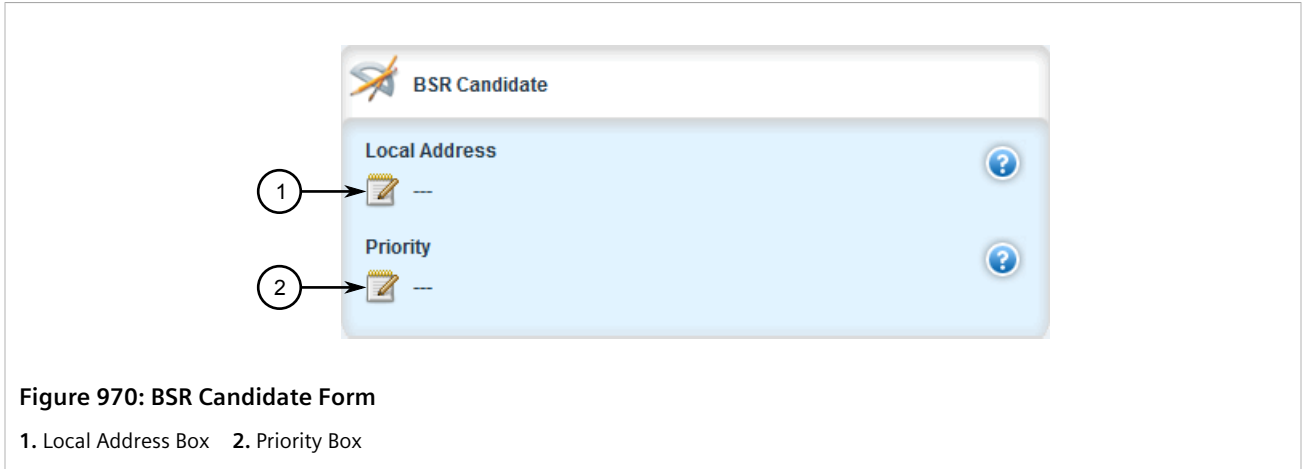 BSR Candidate
Local Address
1 ---
Priority
2 ---
Figure 970: BSR Candidate Form
1. Local Address Box 2. Priority Box